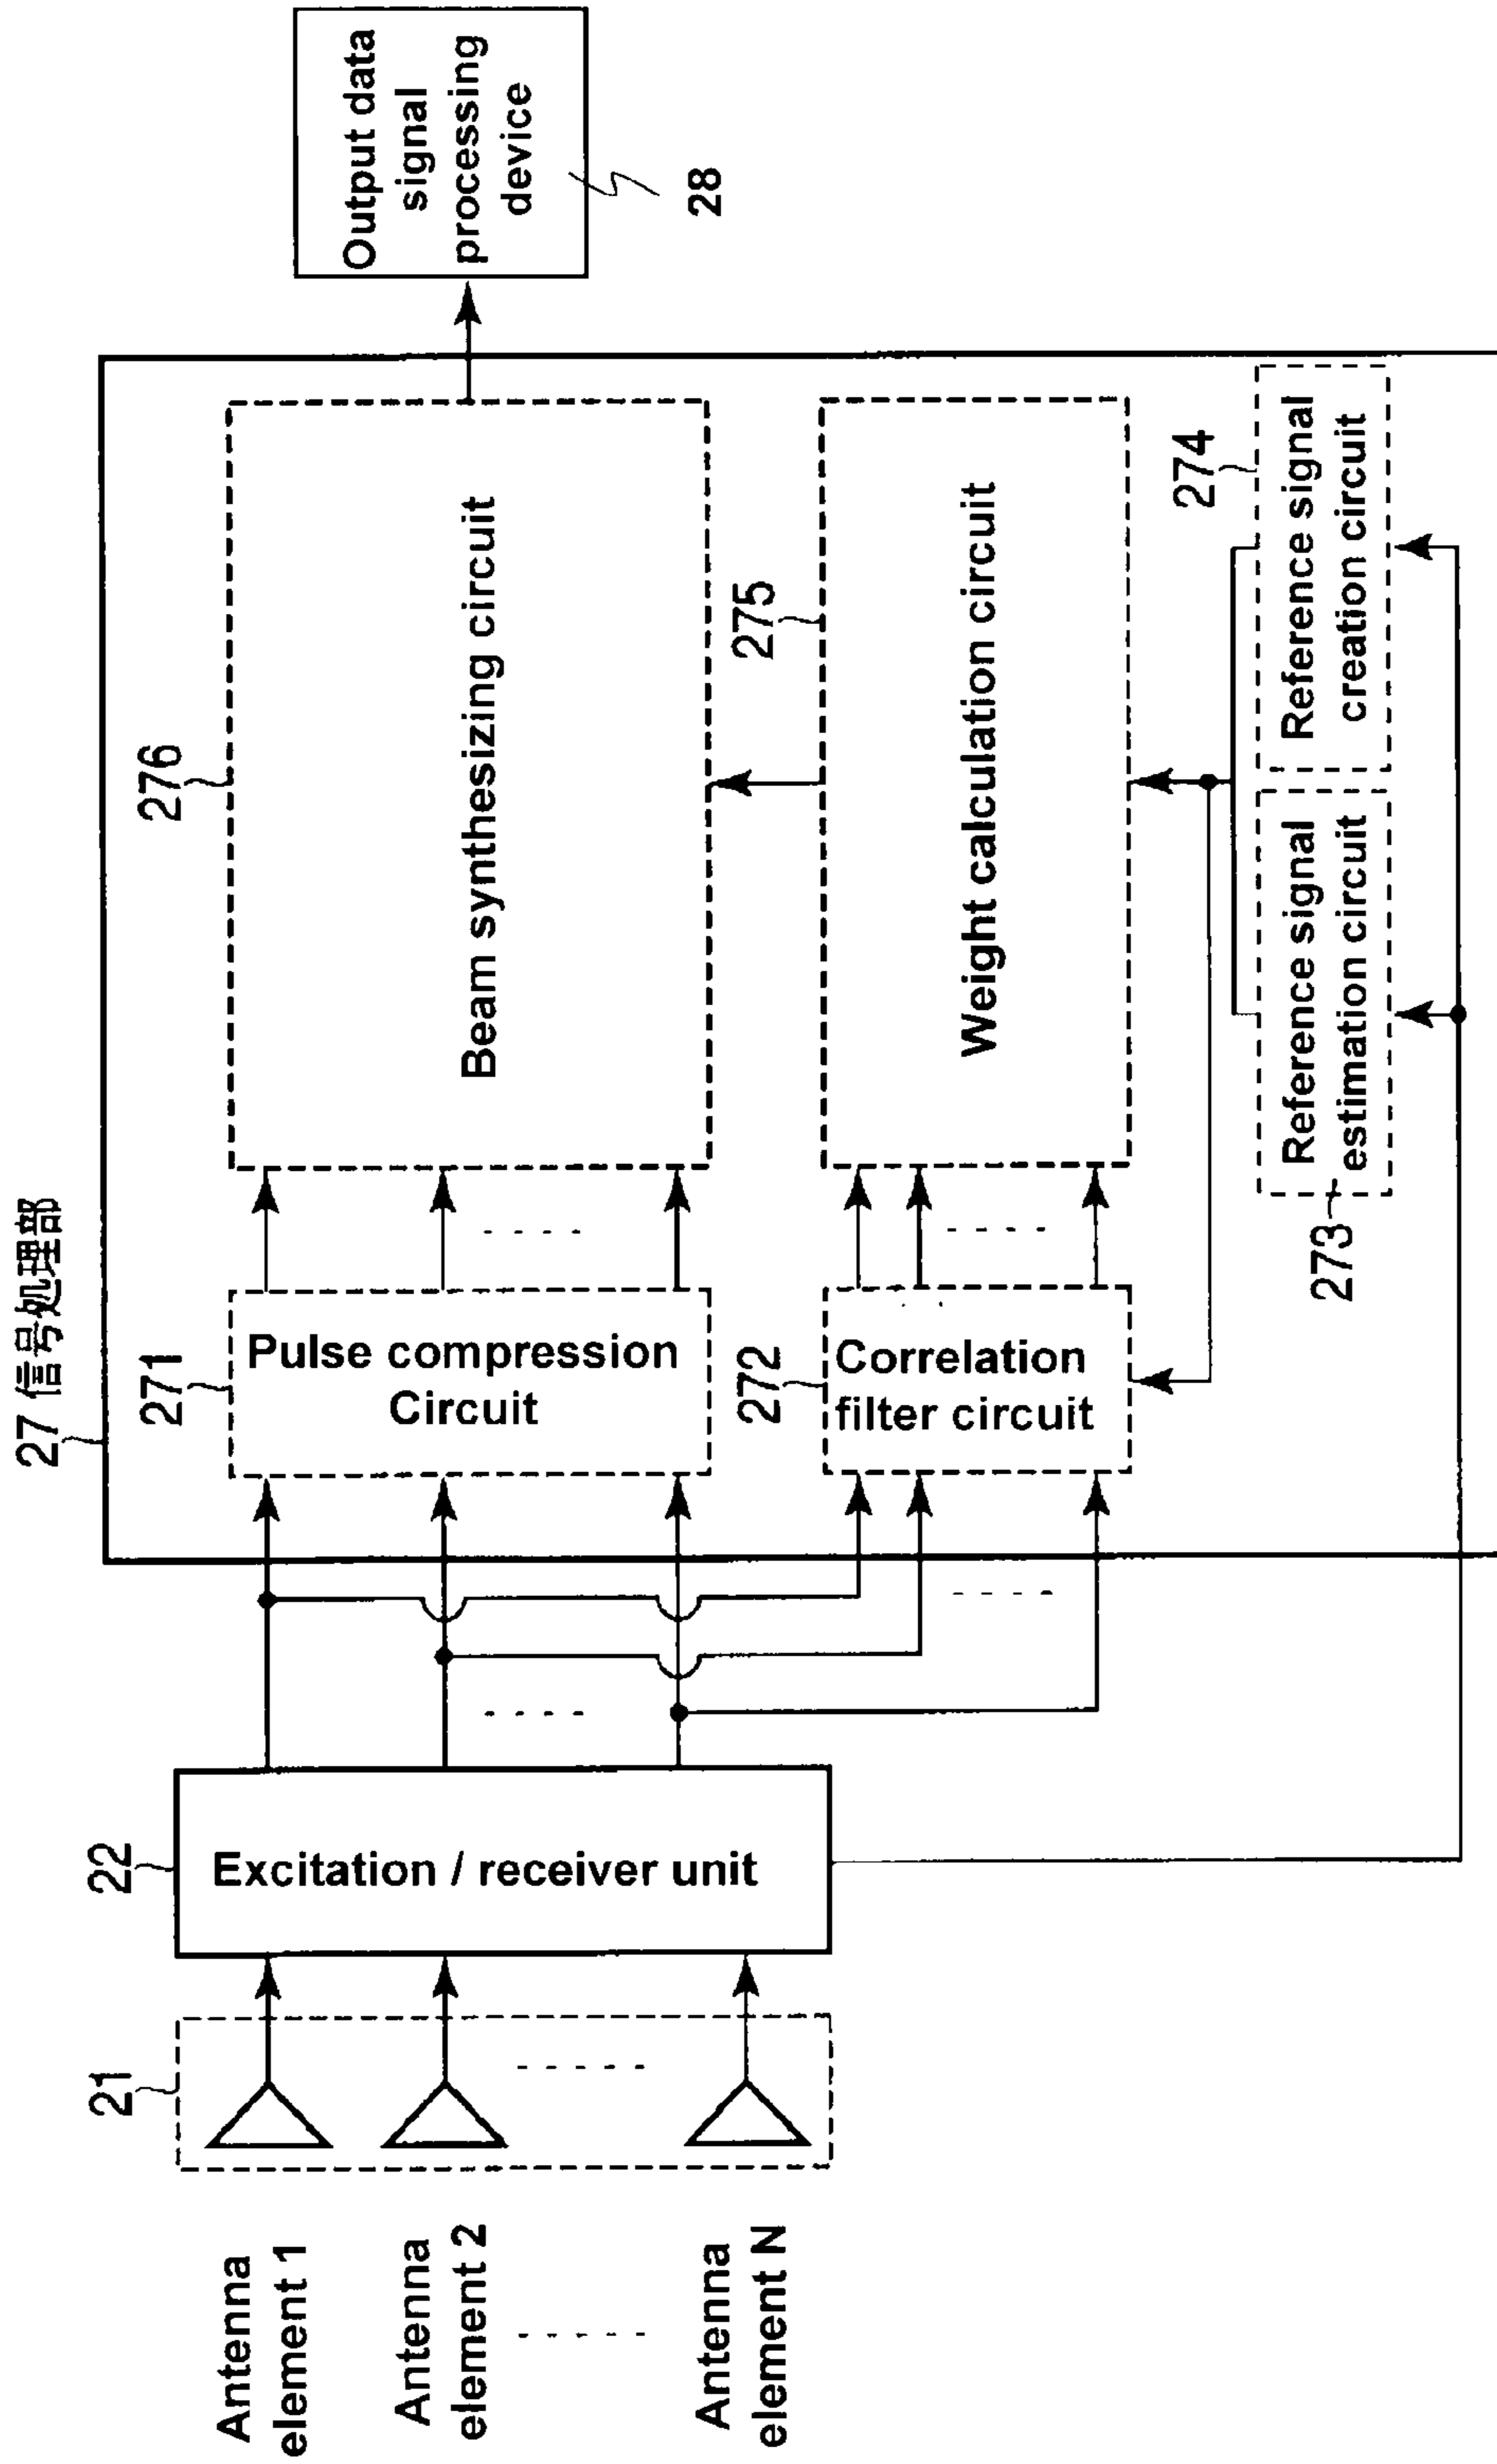 27 信号処理部
Antenna
element 1
Antenna
element 2
Antenna
element N
21
22
Excitation / receiver unit
271
Pulse compression
Circuit
276
Beam synthesizing circuit
272
Correlation
filter circuit
275
Weight calculation circuit
273
Reference signal
estimation circuit
274
Reference signal
creation circuit
Output data
signal
processing
device
28